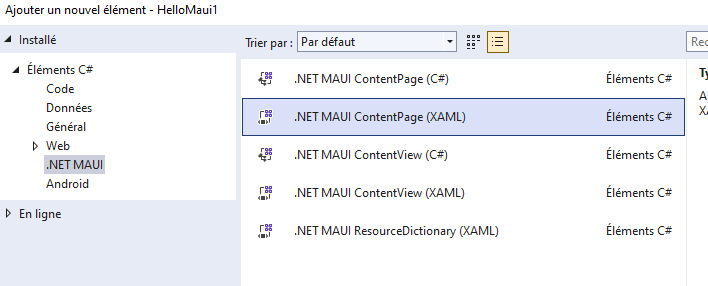 Ajouter un nouvel élément - HelloMaui1
Installé
Trier par : Par défaut
Rec
Éléments C#
Code
Données
Général
Web
.NET MAUI
Android
En ligne
.NET MAUI ContentPage (C#) Éléments C#
.NET MAUI ContentPage (XAML) Éléments C#
.NET MAUI ContentView (C#) Éléments C#
.NET MAUI ContentView (XAML) Éléments C#
.NET MAUI ResourceDictionary (XAML) Éléments C#
Ty
A
XA